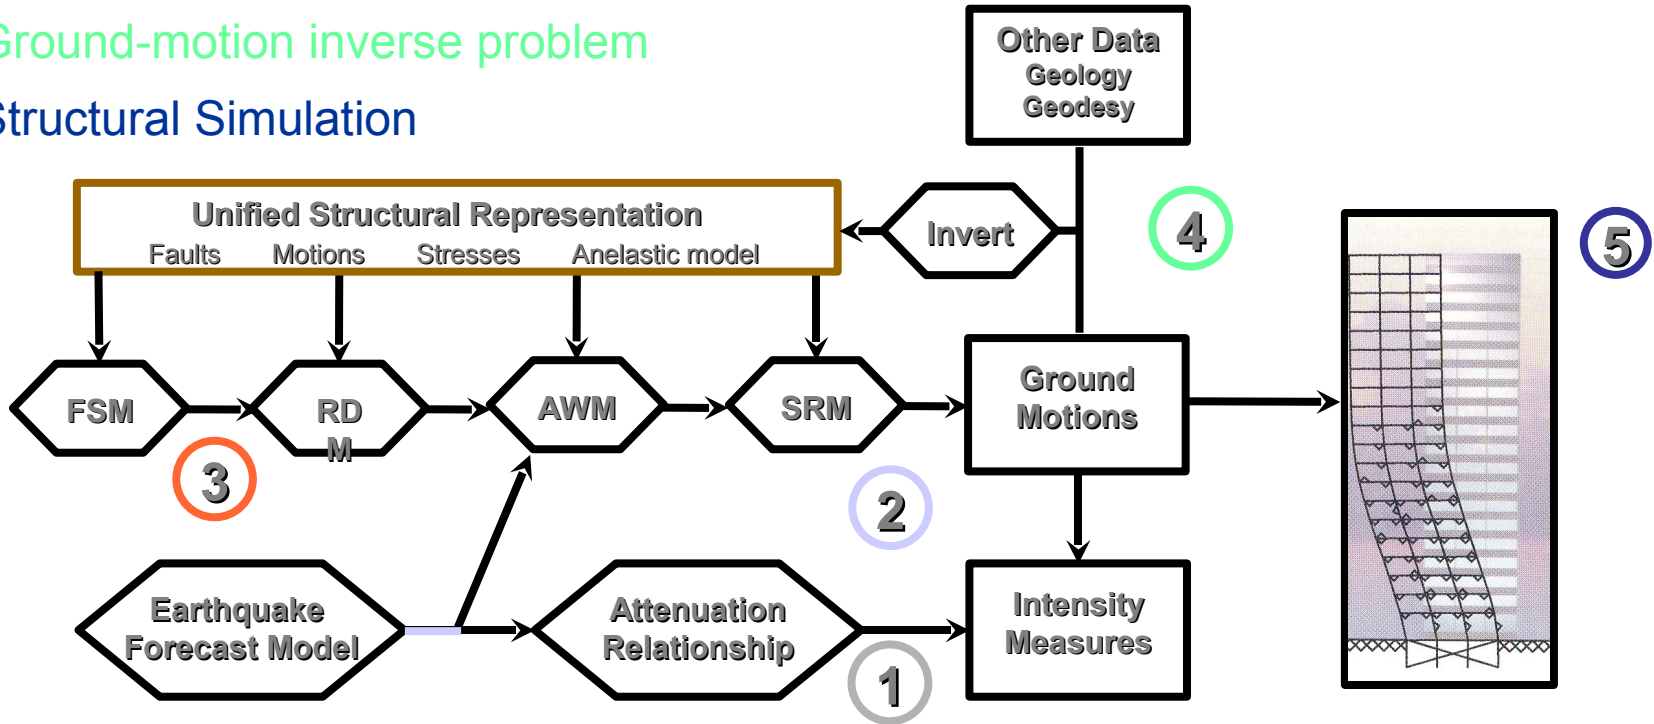 Ground-motion inverse problem
Structural Simulation
Other Data
Geology
Geodesy
Unified Structural Representation
Faults Motions Stresses Anelastic model
Invert
4
5
FSM
RD
M
AWM
SRM
Ground
Motions
3
2
Earthquake
Forecast Model
Attenuation
Relationship
1
Intensity
Measures